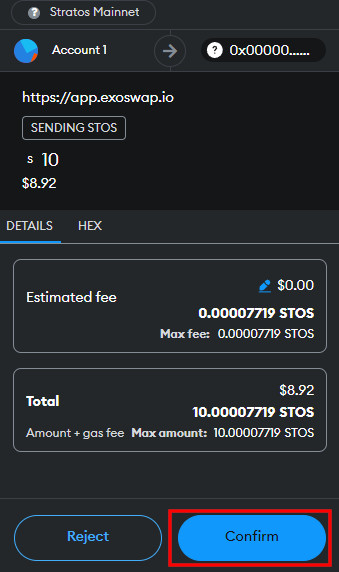 Stratos Mainnet
Account 1
0x00000......
https://app.exoswap.io
SENDING STOS
S 10
$8.92
DETAILS HEX
Estimated fee
$0.00
0.00007719 STOS
Max fee: 0.00007719 STOS
Total
$8.92
10.00007719 STOS
Amount + gas fee Max amount: 10.00007719 STOS
Reject Confirm